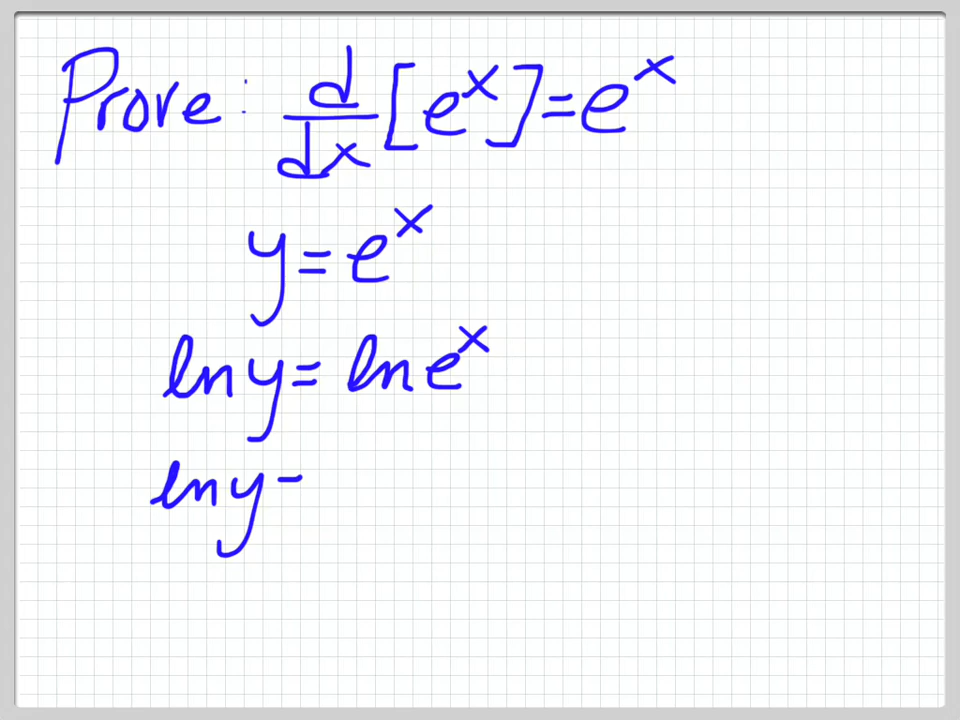 Prove: d/dx [e^x] = e^x
y = e^x
ln y = ln e^x
ln y -